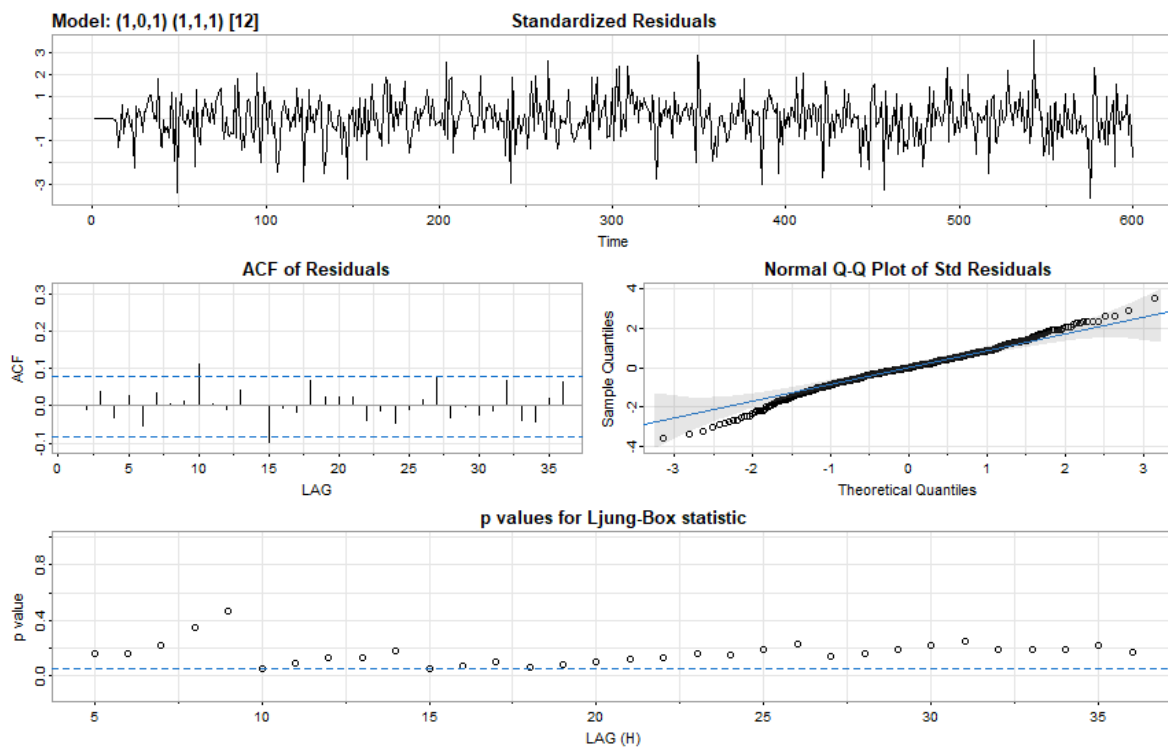 Model: (1,0,1) (1,1,1) [12] Standardized Residuals
3
2
1
-1
-3
0 100 200 300 400 500 600
Time
ACF of Residuals
ACF
0.3
0.2
0.1
0.0
-0.1
0 5 10 15 20 25 30 35
LAG
Normal Q-Q Plot of Std Residuals
Sample Quantiles
4
2
0
-2
-4
-3 -2 -1 0 1 2 3
Theoretical Quantiles
p values for Ljung-Box statistic
p value
0.8
0.4
0.0
5 10 15 20 25 30 35
LAG (H)